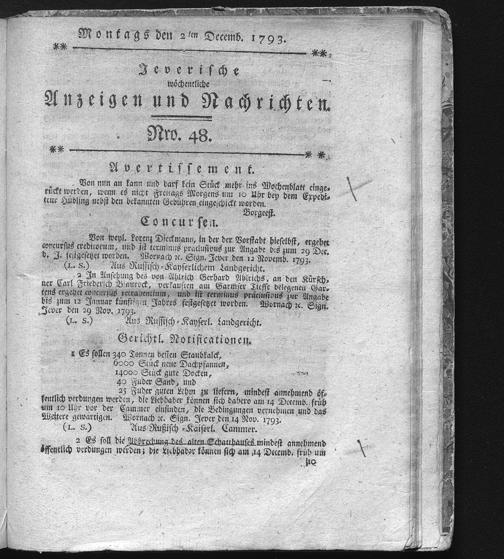 Montags den 2ten Decemb. 1793.
Jeverische
wöchentliche
Anzeigen und Nachrichten.
Nro. 48.
Avertissement.
Von nun an kann und darf kein Stück mehr ins Wochenblatt einge-
rückt werden, wenn es nicht Freytags Morgens um 10 Uhr bey dem Expedi-
teur Hübling nebst den bekannten Gebühren eingeschickt worden.
Borgeest.
Concursen.
Von weyl. Lorenz Dieckmann, in der der Vorstadt hieselbst, ergehet
concursus creditorum, und ist terminus praeclusivus zur Angabe bis zum 29 Dec.
d. J. festgesetzet worden. Wornach ꝛc. Sign. Jever den 12 Novemb. 1793.
(L. S.) Aus Russisch-Kayserlichem Landgericht.
2 In Ansehung des von Ahlrich Gerhard Ahlrichs, an den Kürsch-
ner Carl Friederich verkauften am Garmser Tieffe belegenen Gar-
tens ergehet concursus retrahentium, und ist terminus praeclusivus zur Angabe
bis zum 12 Januar künftigen Jahres festgesetzet worden. Wornach ꝛc. Sign.
Jever den 29 Nov. 1793.
(L. S.) Aus Russisch-Kayserl. Landgericht.
Gerichtl. Notificationen.
1 Es sollen 340 Tonnen besten Staubkalck,
6000 Stück neue Dachpfannen,
14000 Stück gute Docken,
40 Fuder Sand, und
25 Fuder guten Lehm zu liefern, mindest annehmend öf-
fentlich verdungen werden, die Liebhaber können sich dahero am 14 Decemb. früh
um 10 Uhr vor der Cammer einfinden, die Bedingungen vernehmen und das
Weitere gewärtigen. Wornach ꝛc. Sign. Jever den 14 Nov. 1793.
(L. S.) Aus Rußisch-Kaiserl. Cammer.
2 Es soll die Abbrechung des alten Schatthauses mindest annehmend
öffentlich verdungen werden; die Liebhaber können sich am 14 Decemb. früh um
10